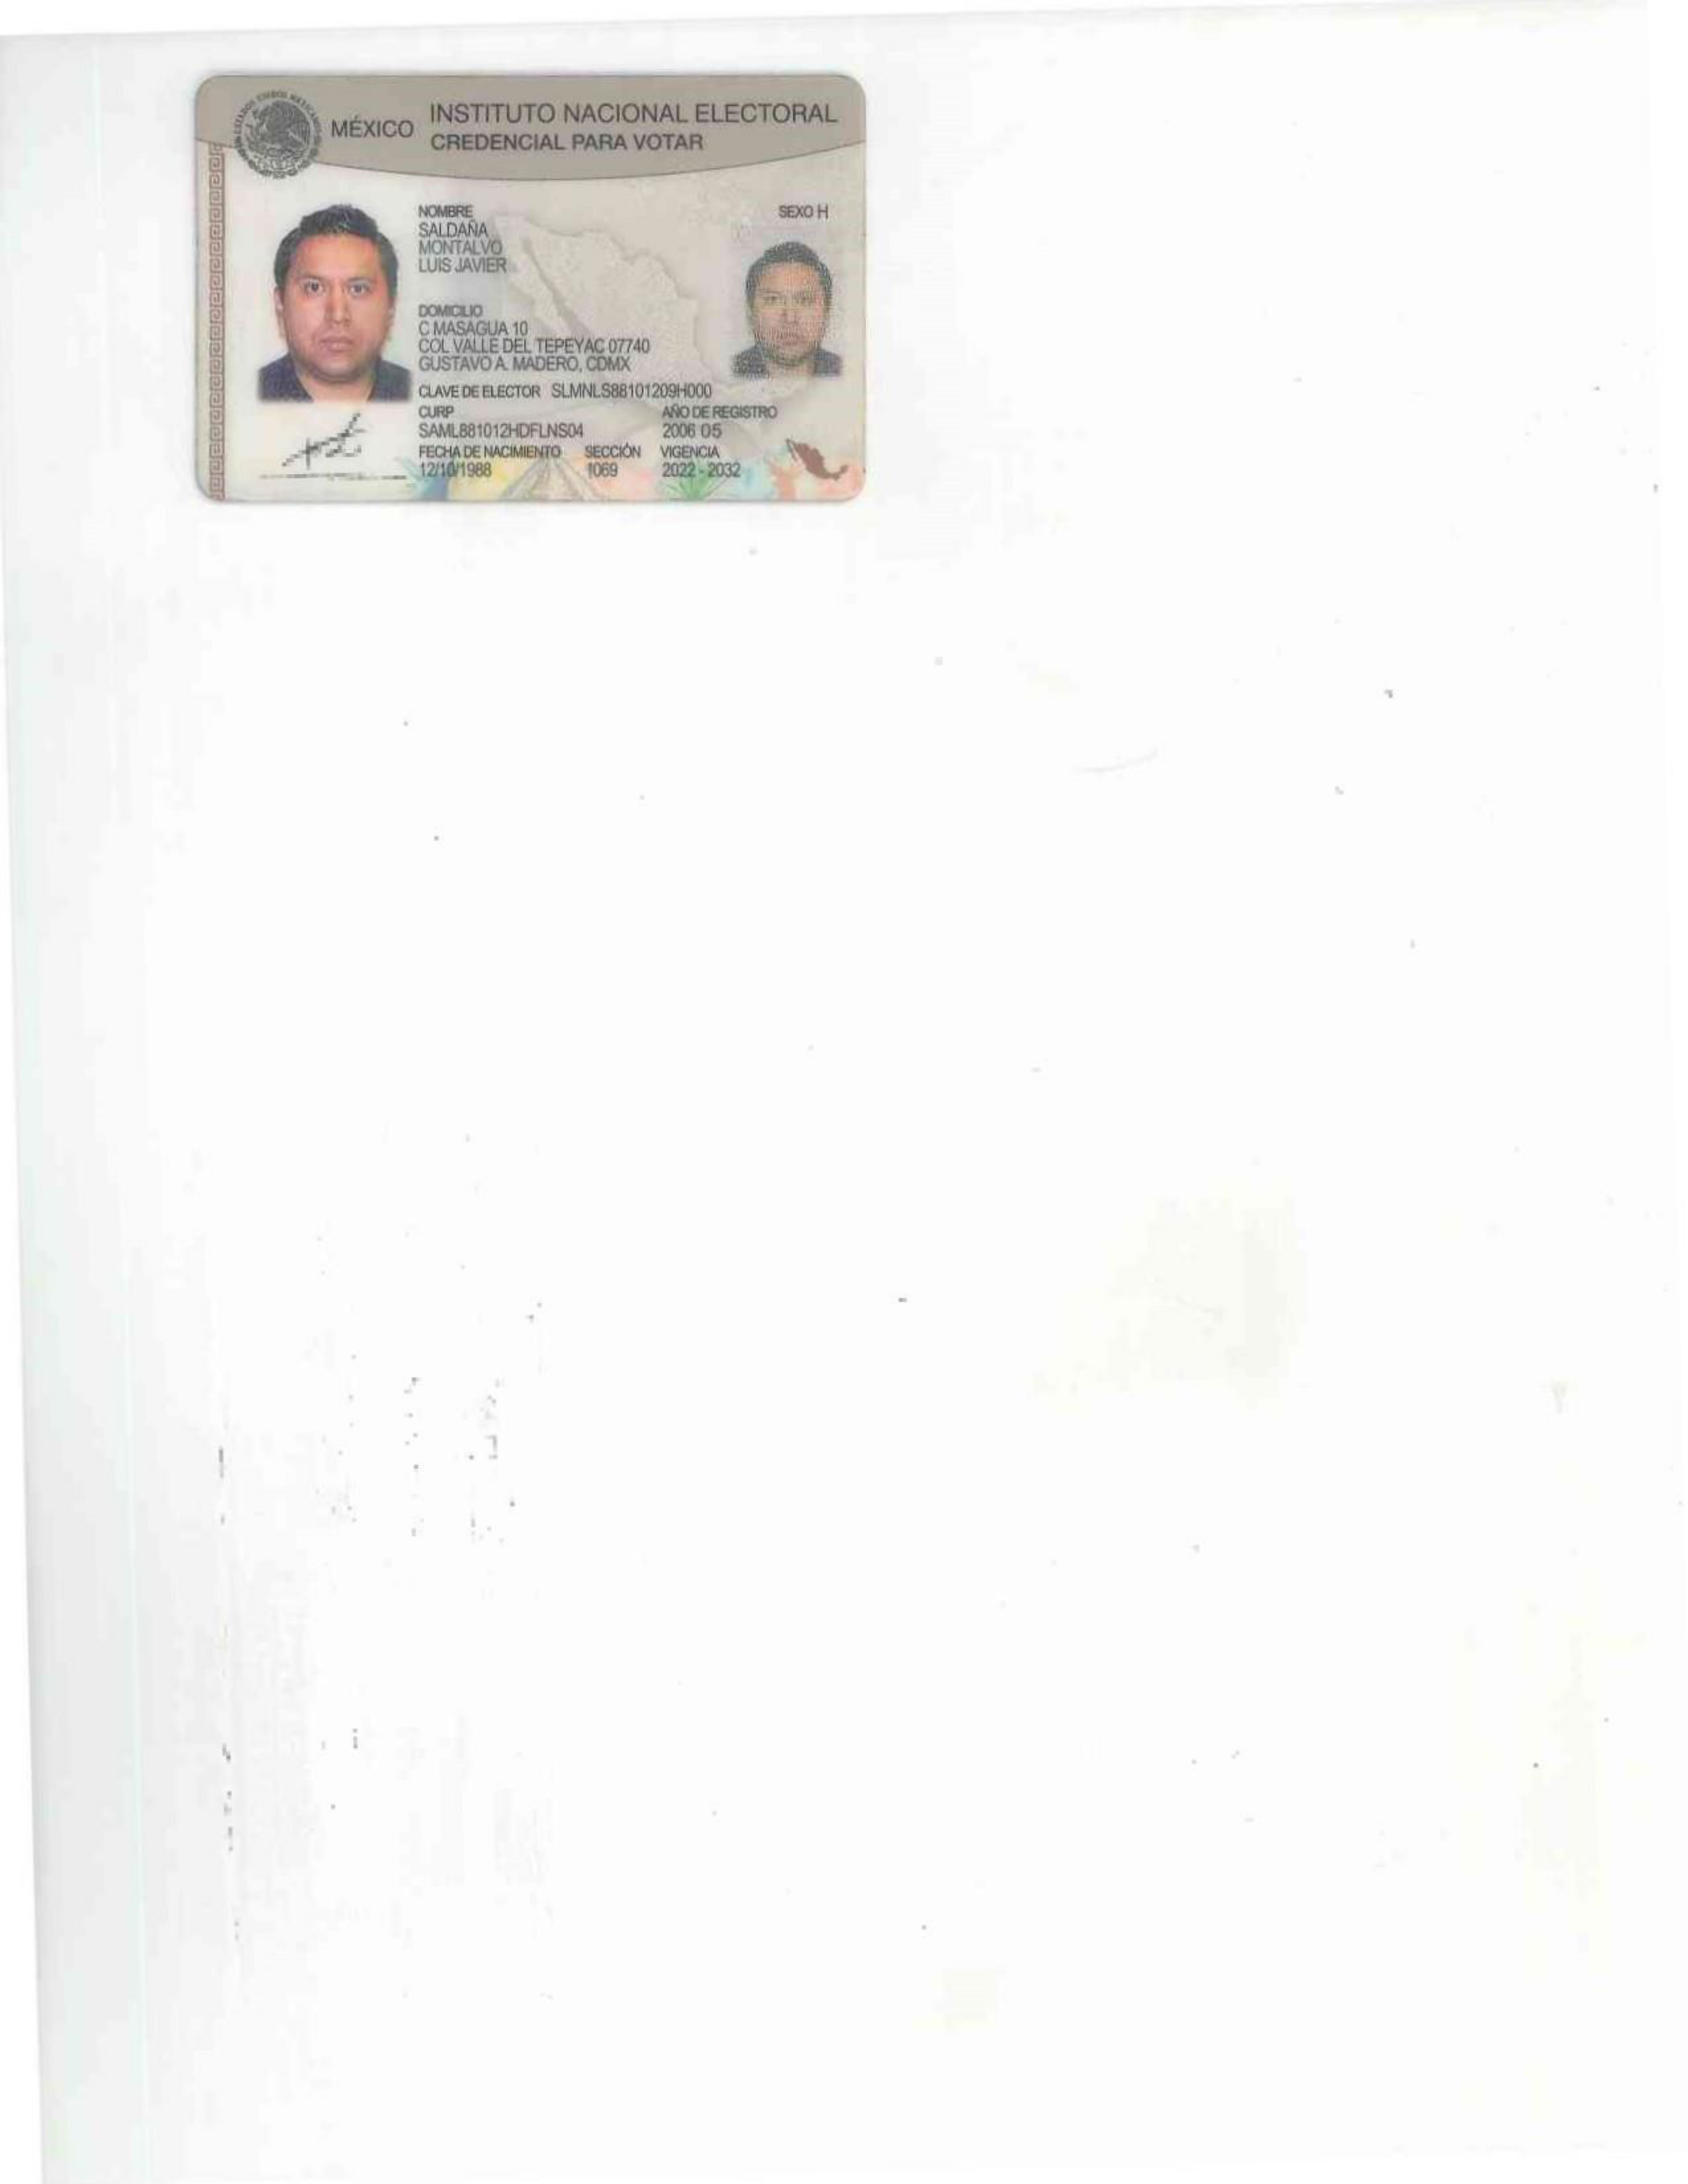 MÉXICO
INSTITUTO NACIONAL ELECTORAL
CREDENCIAL PARA VOTAR
NOMBRE
SALDAÑA
MONTALVO
LUIS JAVIER
SEXO H
DOMICILIO
C MASAGUA 10
COL VALLE DEL TEPEYAC 07740
GUSTAVO A. MADERO, CDMX
CLAVE DE ELECTOR SLMNLS88101209H000
CURP
SAML881012HDFLNS04
AÑO DE REGISTRO
2006 05
FECHA DE NACIMIENTO
12/10/1988
SECCIÓN
1069
VIGENCIA
2022 - 2032